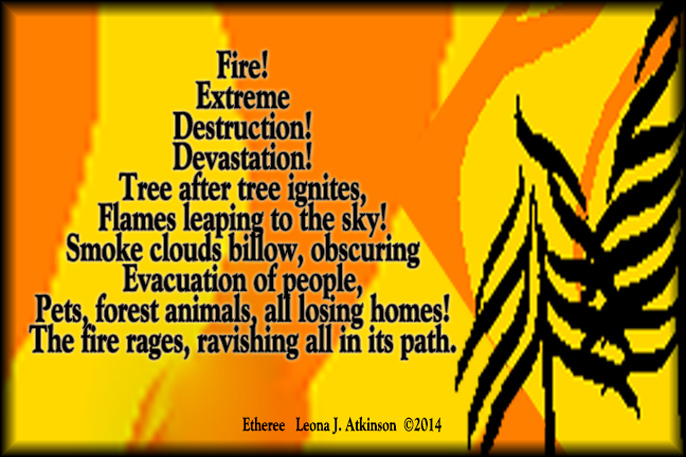 Fire!
Extreme
Destruction!
Devastation!
Tree after tree ignites,
Flames leaping to the sky!
Smoke clouds billow, obscuring
Evacuation of people,
Pets, forest animals, all losing homes!
The fire rages, ravishing all in its path.
Etheree Leona J. Atkinson ©2014